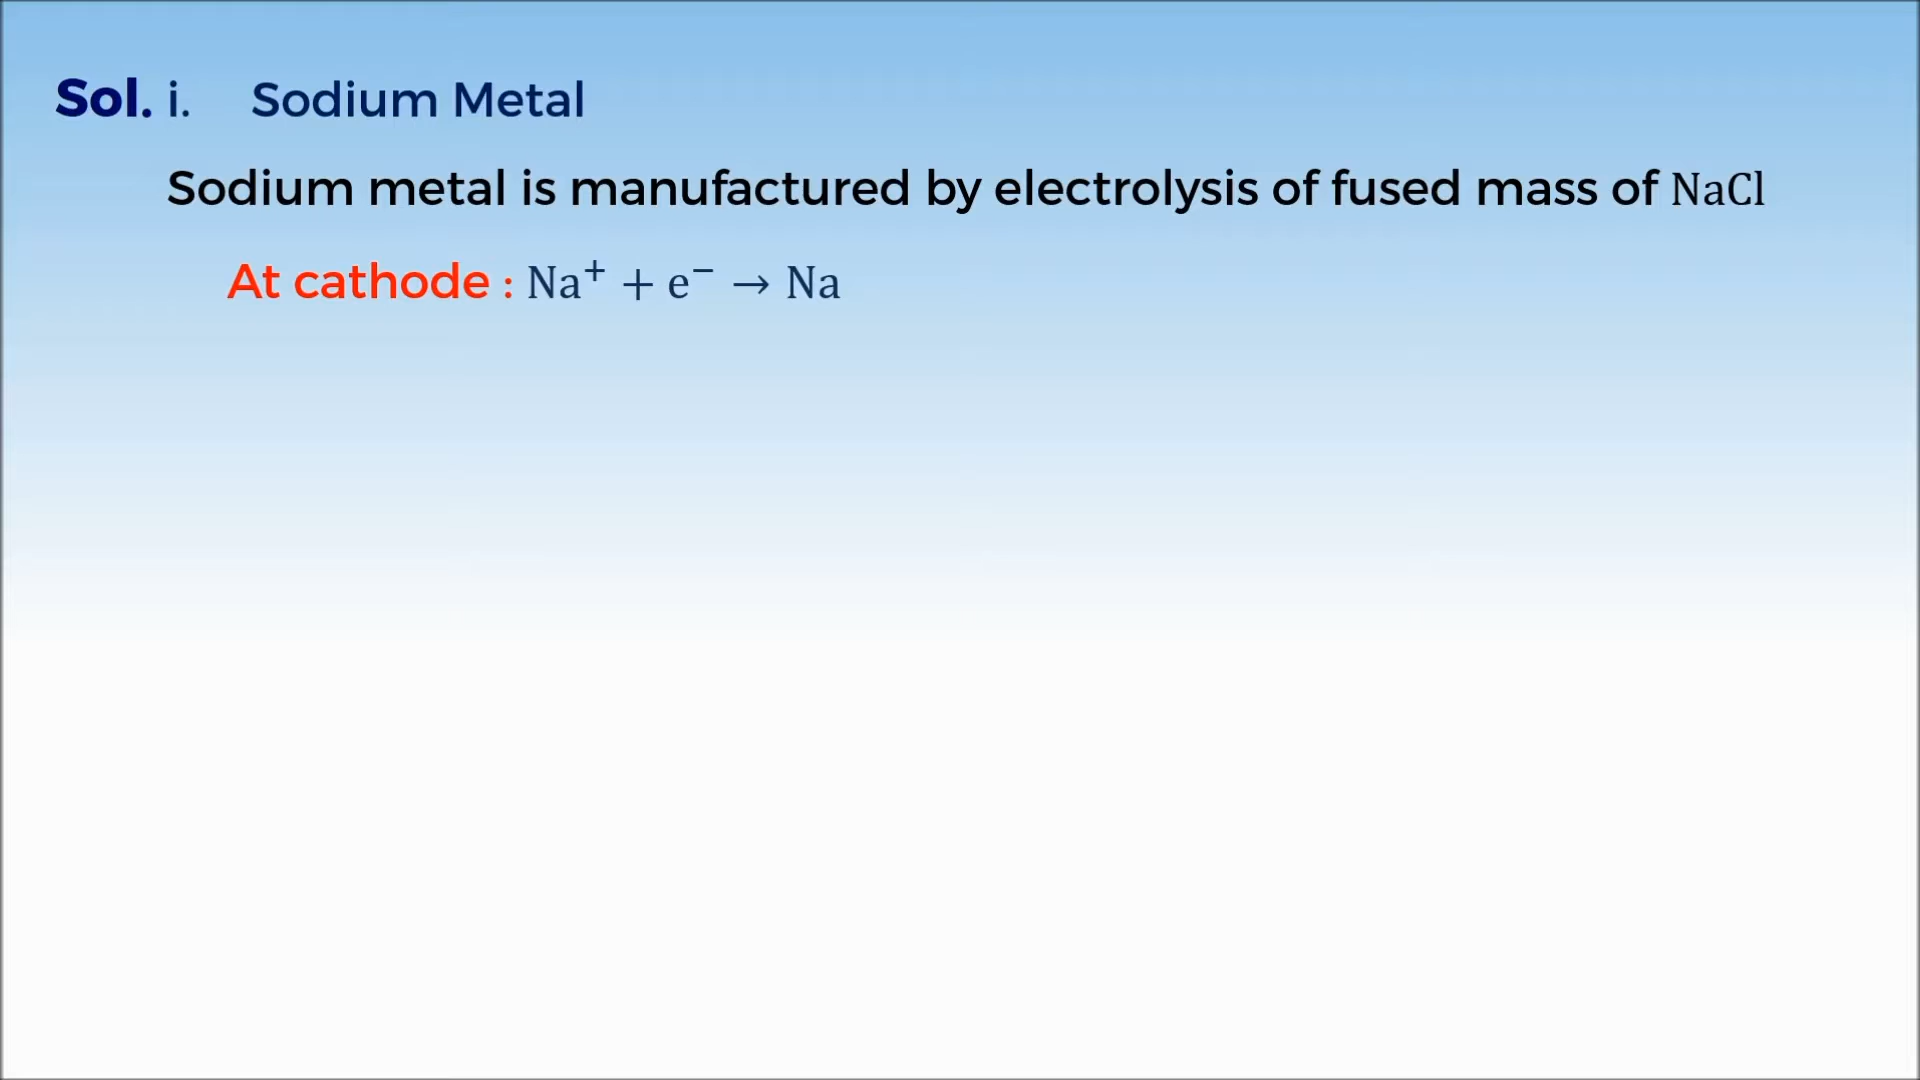 Sol. i. Sodium Metal
Sodium metal is manufactured by electrolysis of fused mass of NaCl
At cathode : Na⁺ + e⁻ → Na